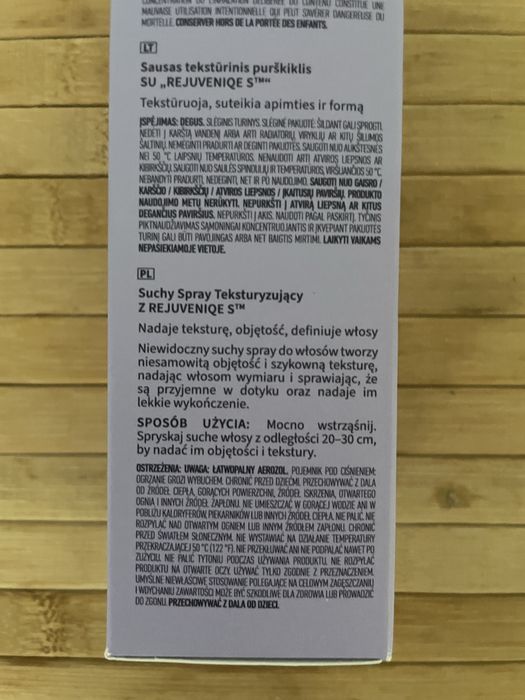 MAUVAISE UTILISATION INTENTIONNELLE QUI PEUT S'AVÉRER DANGEREUSE OU
MORTELLE. CONSERVER HORS DE LA PORTÉE DES ENFANTS.
LT
Sausas tekstūrinis purškiklis
SU „REJUVENIQE S™“
Tekstūruoja, suteikia apimties ir formą
ĮSPĖJIMAS: DEGUS. SLĖGINIS TURINYS. SLĖGINĖ PAKUOTĖ: ŠILDANT GALI SPROGTI.
NEDĖTI Į KARŠTĄ VANDENĮ ARBA ARTI RADIATORIŲ, VIRYKLIŲ AR KITŲ ŠILUMOS
ŠALTINIŲ. NEMĖGINTI PRADURTI AR DEGINTI PAKUOTĖS. SAUGOTI NUO AUKŠTESNĖS
NEI 50 °C LAIPSNIŲ TEMPERATŪROS. NENAUDOTI ARTI ATVIROS LIEPSNOS AR
KIBIRKŠČIŲ. SAUGOTI NUO SAULĖS SPINDULIŲ IR TEMPERATŪROS, VIRŠIJANČIOS 50 °C.
NEBANDYTI PRADURTI, NEDEGINTI, NET IR PO NAUDOJIMO. SAUGOTI NUO GAISRO /
KARŠČIO / KIBIRKŠČIŲ / ATVIROS LIEPSNOS / ĮKAITUSIŲ PAVIRŠIŲ. PRODUKTO
NAUDOJIMO METU NERŪKYTI. NEPURKŠTI Į ATVIRĄ LIEPSNĄ AR KITUS
DEGANČIUS PAVIRŠIUS. NEPURKŠTI Į AKIS. NAUDOTI PAGAL PASKIRTĮ. TYČINIS
PIKTNAUDŽIAVIMAS SĄMONINGAI KONCENTRUOJANTIS IR ĮKVEPIANT PAKUOTĖS
TURINĮ GALI BŪTI PAVOJINGAS ARBA NET BAIGTIS MIRTIMI. LAIKYTI VAIKAMS
NEPASIEKIAMOJE VIETOJE.
PL
Suchy Spray Teksturyzujący
Z REJUVENIQE S™
Nadaje teksturę, objętość, definiuje włosy
Niewidoczny suchy spray do włosów tworzy
niesamowitą objętość i szykowną teksturę,
nadając włosom wymiaru i sprawiając, że
są przyjemne w dotyku oraz nadaje im
lekkie wykończenie.
SPOSÓB UŻYCIA: Mocno wstrząśnij.
Spryskaj suche włosy z odległości 20–30 cm,
by nadać im objętości i tekstury.
OSTRZEŻENIA: UWAGA: ŁATWOPALNY AEROZOL. POJEMNIK POD CIŚNIENIEM:
OGRZANIE GROZI WYBUCHEM. CHRONIĆ PRZED DZIEĆMI. PRZECHOWYWAĆ Z DALA
OD ŹRÓDEŁ CIEPŁA, GORĄCYCH POWIERZCHNI, ŹRÓDEŁ ISKRZENIA, OTWARTEGO
OGNIA I INNYCH ŹRÓDEŁ ZAPŁONU. NIE UMIESZCZAĆ W GORĄCEJ WODZIE ANI W
POBLIŻU KALORYFERÓW, PIEKARNIKÓW LUB INNYCH ŹRÓDEŁ CIEPŁA. NIE PALIĆ. NIE
ROZPYLAĆ NAD OTWARTYM OGNIEM LUB INNYM ŹRÓDŁEM ZAPŁONU. CHRONIĆ
PRZED ŚWIATŁEM SŁONECZNYM. NIE WYSTAWIAĆ NA DZIAŁANIE TEMPERATURY
PRZEKRACZAJĄCEJ 50 °C (122 °F). NIE PRZEKŁUWAĆ ANI NIE PODPALAĆ NAWET PO
ZUŻYCIU. NIE PALIĆ TYTONIU PODCZAS UŻYWANIA PRODUKTU. NIE ROZPYLAĆ
PRODUKTU NA OTWARTE OCZY. UŻYWAĆ TYLKO ZGODNIE Z PRZEZNACZENIEM.
UMYŚLNE NIEWŁAŚCIWE STOSOWANIE POLEGAJĄCE NA CELOWYM ZAGĘSZCZANIU
I WDYCHANIU ZAWARTOŚCI MOŻE BYĆ SZKODLIWE DLA ZDROWIA LUB PROWADZIĆ
DO ZGONU. PRZECHOWYWAĆ Z DALA OD DZIECI.